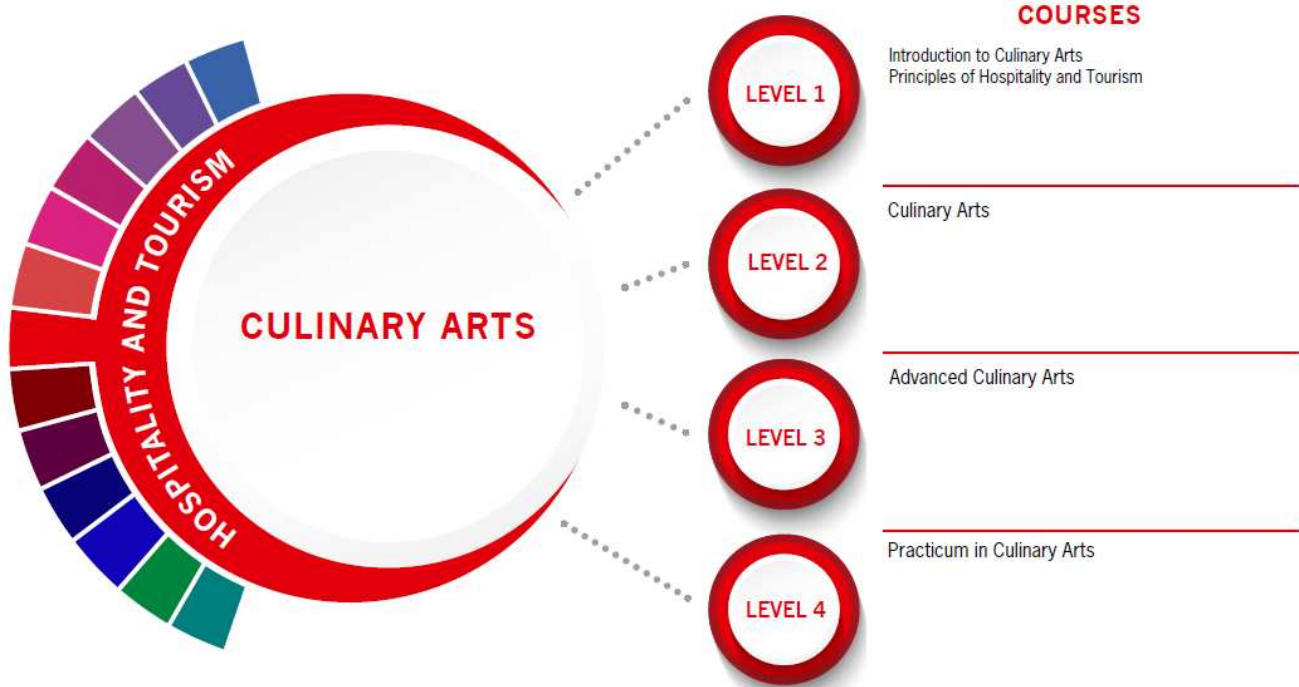 HOSPITALITY AND TOURISM
CULINARY ARTS
COURSES
LEVEL 1
Introduction to Culinary Arts
Principles of Hospitality and Tourism
LEVEL 2
Culinary Arts
LEVEL 3
Advanced Culinary Arts
LEVEL 4
Practicum in Culinary Arts